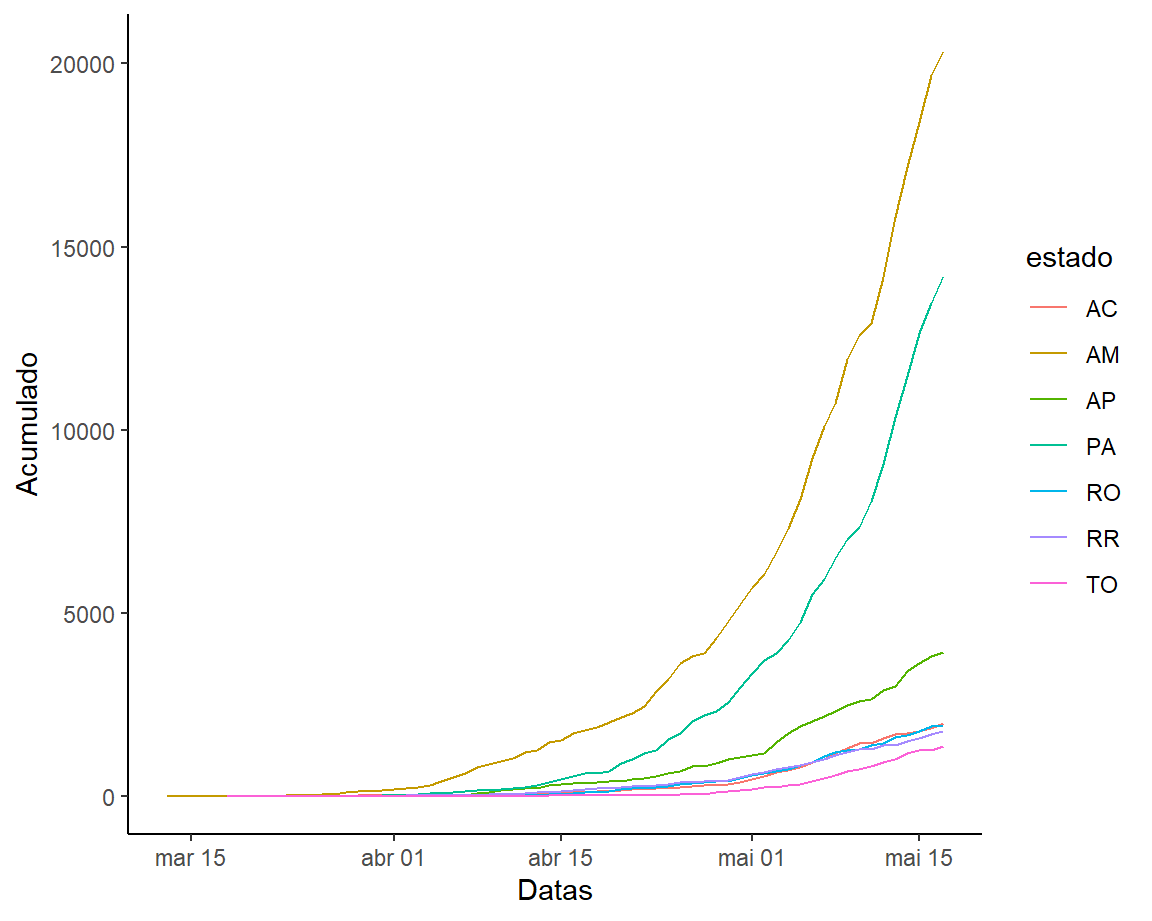 20000
15000
10000
5000
0
Acumulado
mar 15
abr 01
abr 15
mai 01
mai 15
Datas
estado
AC
AM
AP
PA
RO
RR
TO